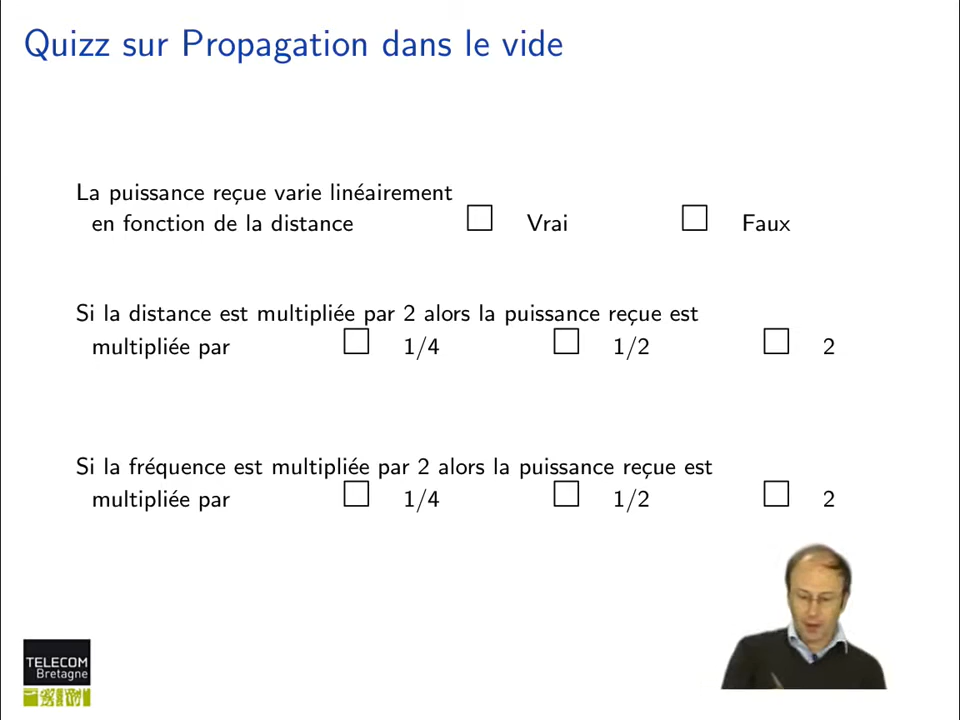 Quizz sur Propagation dans le vide
La puissance reçue varie linéairement
en fonction de la distance Vrai Faux
Si la distance est multipliée par 2 alors la puissance reçue est
multipliée par 1/4 1/2 2
Si la fréquence est multipliée par 2 alors la puissance reçue est
multipliée par 1/4 1/2 2
TELECOM
Bretagne